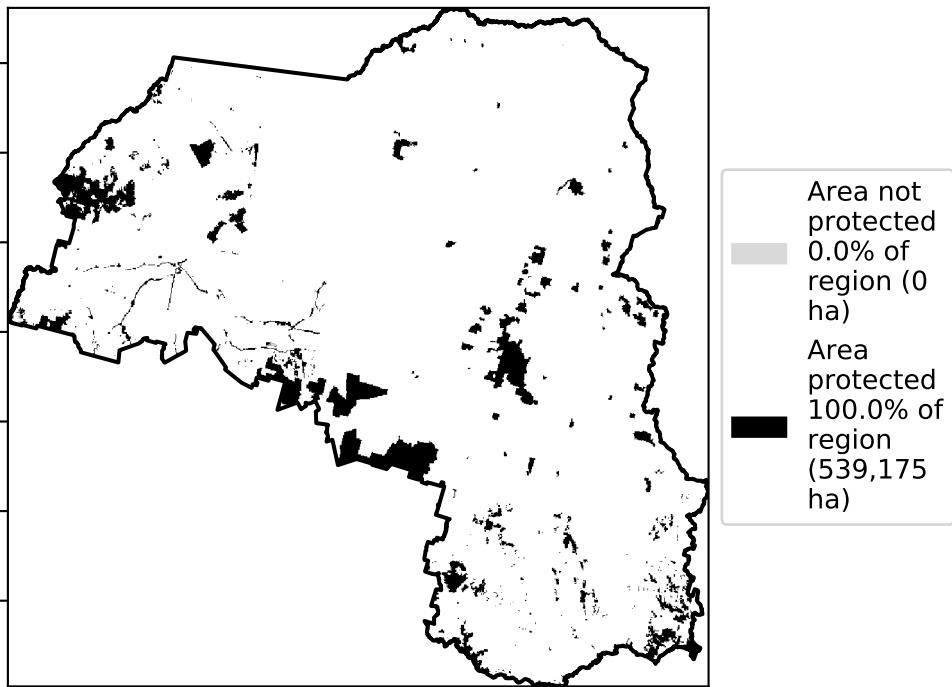 Area not
protected
0.0% of
region (0
ha)
Area
protected
100.0% of
region
(539,175
ha)